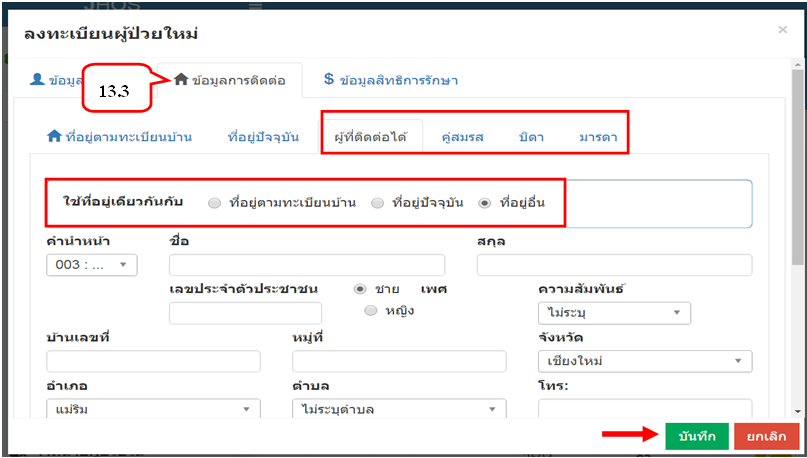 JHOS
ลงทะเบียนผู้ป่วยใหม่ ×
ข้อมูล 13.3 ข้อมูลการติดต่อ $ ข้อมูลสิทธิการรักษา
ที่อยู่ตามทะเบียนบ้าน ที่อยู่ปัจจุบัน ผู้ที่ติดต่อได้ คู่สมรส บิดา มารดา
ใช้ที่อยู่เดียวกันกับ ที่อยู่ตามทะเบียนบ้าน ที่อยู่ปัจจุบัน ที่อยู่อื่น
คำนำหน้า ชื่อ สกุล
003 : ...
เลขประจำตัวประชาชน ชาย เพศ ความสัมพันธ์
หญิง ไม่ระบุ
บ้านเลขที่ หมู่ที่ จังหวัด
เชียงใหม่
อำเภอ ตำบล โทร:
แม่ริม ไม่ระบุตำบล
บันทึก ยกเลิก